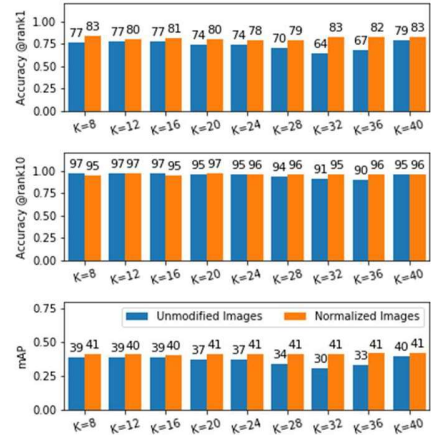 Accuracy @rank1
1.00
0.75
0.50
0.25
0.00
77 83 77 80 77 81 74 80 74 78 70 79 64 83 67 82 79 83
K=8 K=12 K=16 K=20 K=24 K=28 K=32 K=36 K=40
Accuracy @rank10
1.00
0.75
0.50
0.25
0.00
97 95 97 97 97 95 95 97 95 96 94 96 91 95 90 96 95 96
K=8 K=12 K=16 K=20 K=24 K=28 K=32 K=36 K=40
mAP
0.75
0.50
0.25
0.00
Unmodified Images Normalized Images
39 41 39 40 39 40 37 41 37 41 34 41 30 41 33 41 40 41
K=8 K=12 K=16 K=20 K=24 K=28 K=32 K=36 K=40